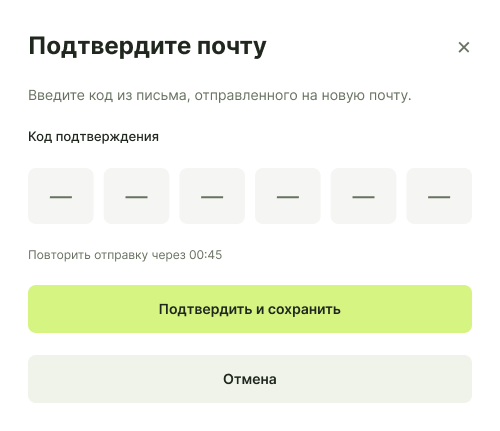 Подтвердите почту
Введите код из письма, отправленного на новую почту.
Код подтверждения
— — — — — —
Повторить отправку через 00:45
Подтвердить и сохранить
Отмена